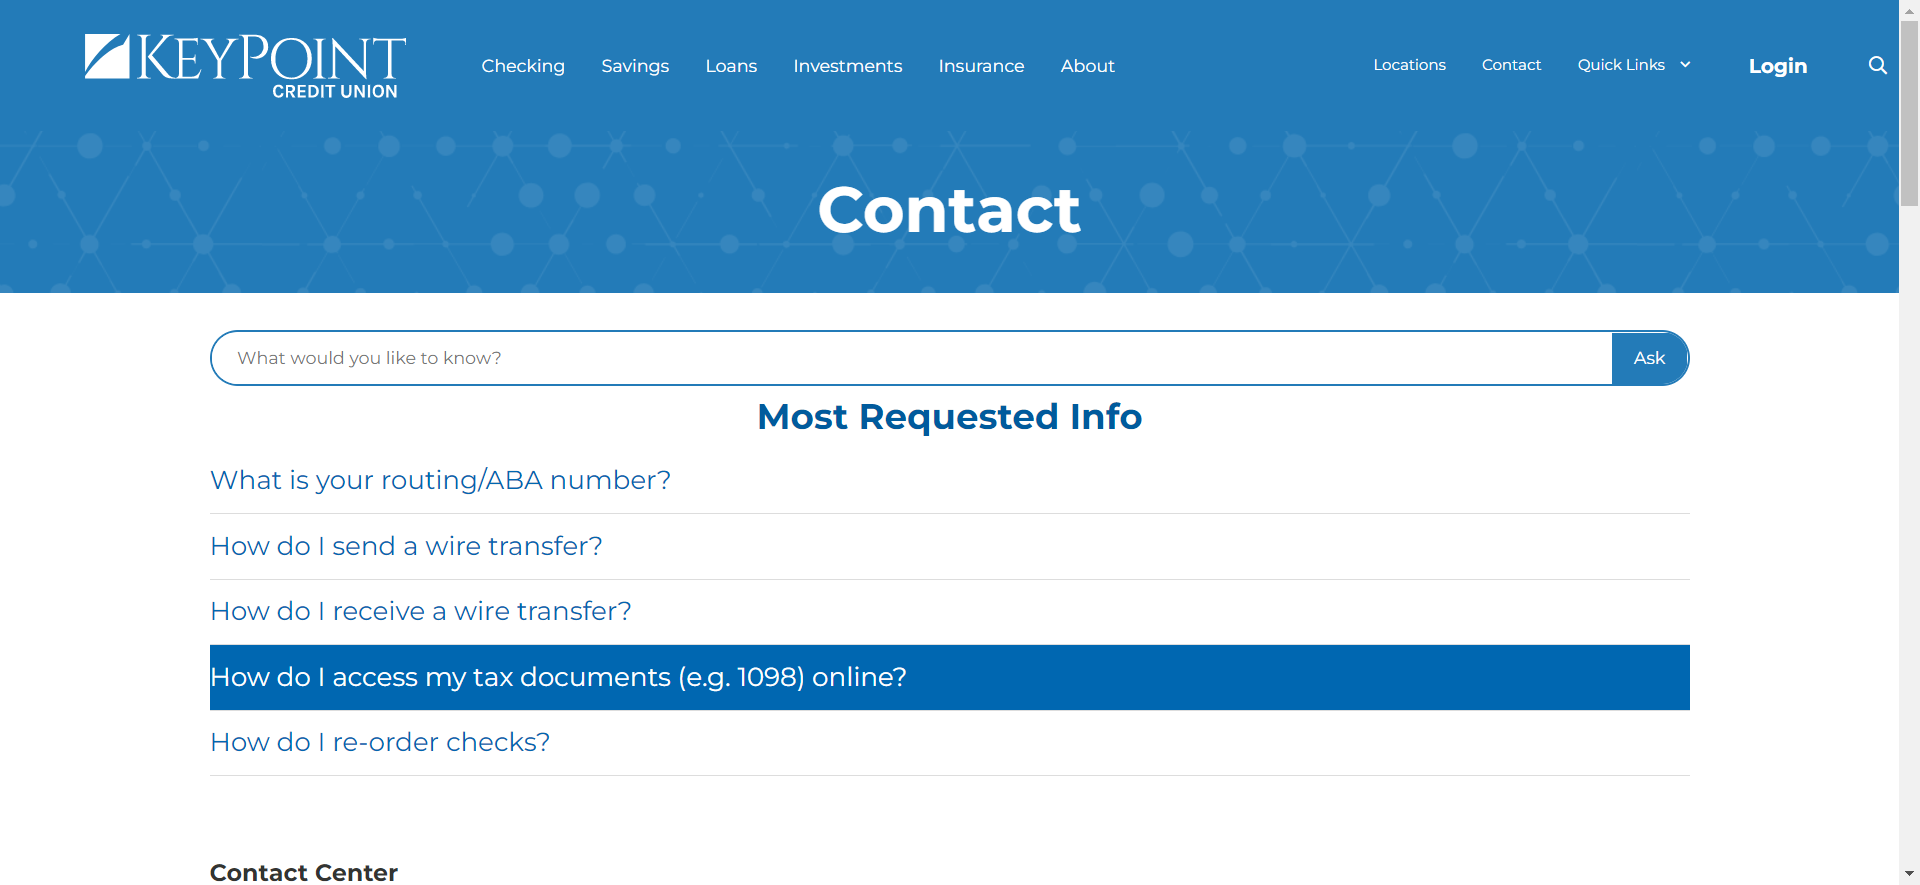 KEYPOINT
CREDIT UNION
Checking Savings Loans Investments Insurance About
Locations Contact Quick Links Login
Contact
What would you like to know? Ask
Most Requested Info
What is your routing/ABA number?
How do I send a wire transfer?
How do I receive a wire transfer?
How do I access my tax documents (e.g. 1098) online?
How do I re-order checks?
Contact Center